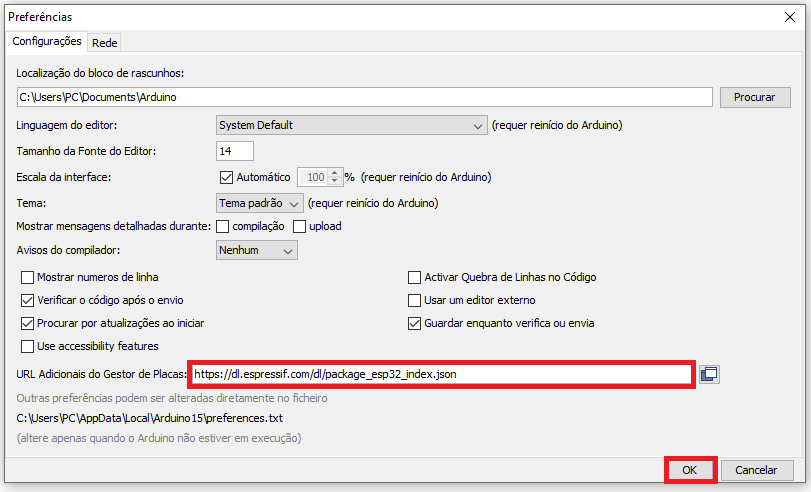 Preferências
Configurações Rede
Localização do bloco de rascunhos:
C:\Users\PC\Documents\Arduino Procurar
Linguagem do editor: System Default (requer reinício do Arduino)
Tamanho da Fonte do Editor: 14
Escala da interface: Automático 100 % (requer reinício do Arduino)
Tema: Tema padrão (requer reinício do Arduino)
Mostrar mensagens detalhadas durante: compilação upload
Avisos do compilador: Nenhum
Mostrar numeros de linha Activar Quebra de Linhas no Código
Verificar o código após o envio Usar um editor externo
Procurar por atualizações ao iniciar Guardar enquanto verifica ou envia
Use accessibility features
URL Adicionais do Gestor de Placas: https://dl.espressif.com/dl/package_esp32_index.json
Outras preferências podem ser alteradas directamente no ficheiro
C:\Users\PC\AppData\Local\Arduino15\preferences.txt
(altere apenas quando o Arduino não estiver em execução)
OK Cancelar